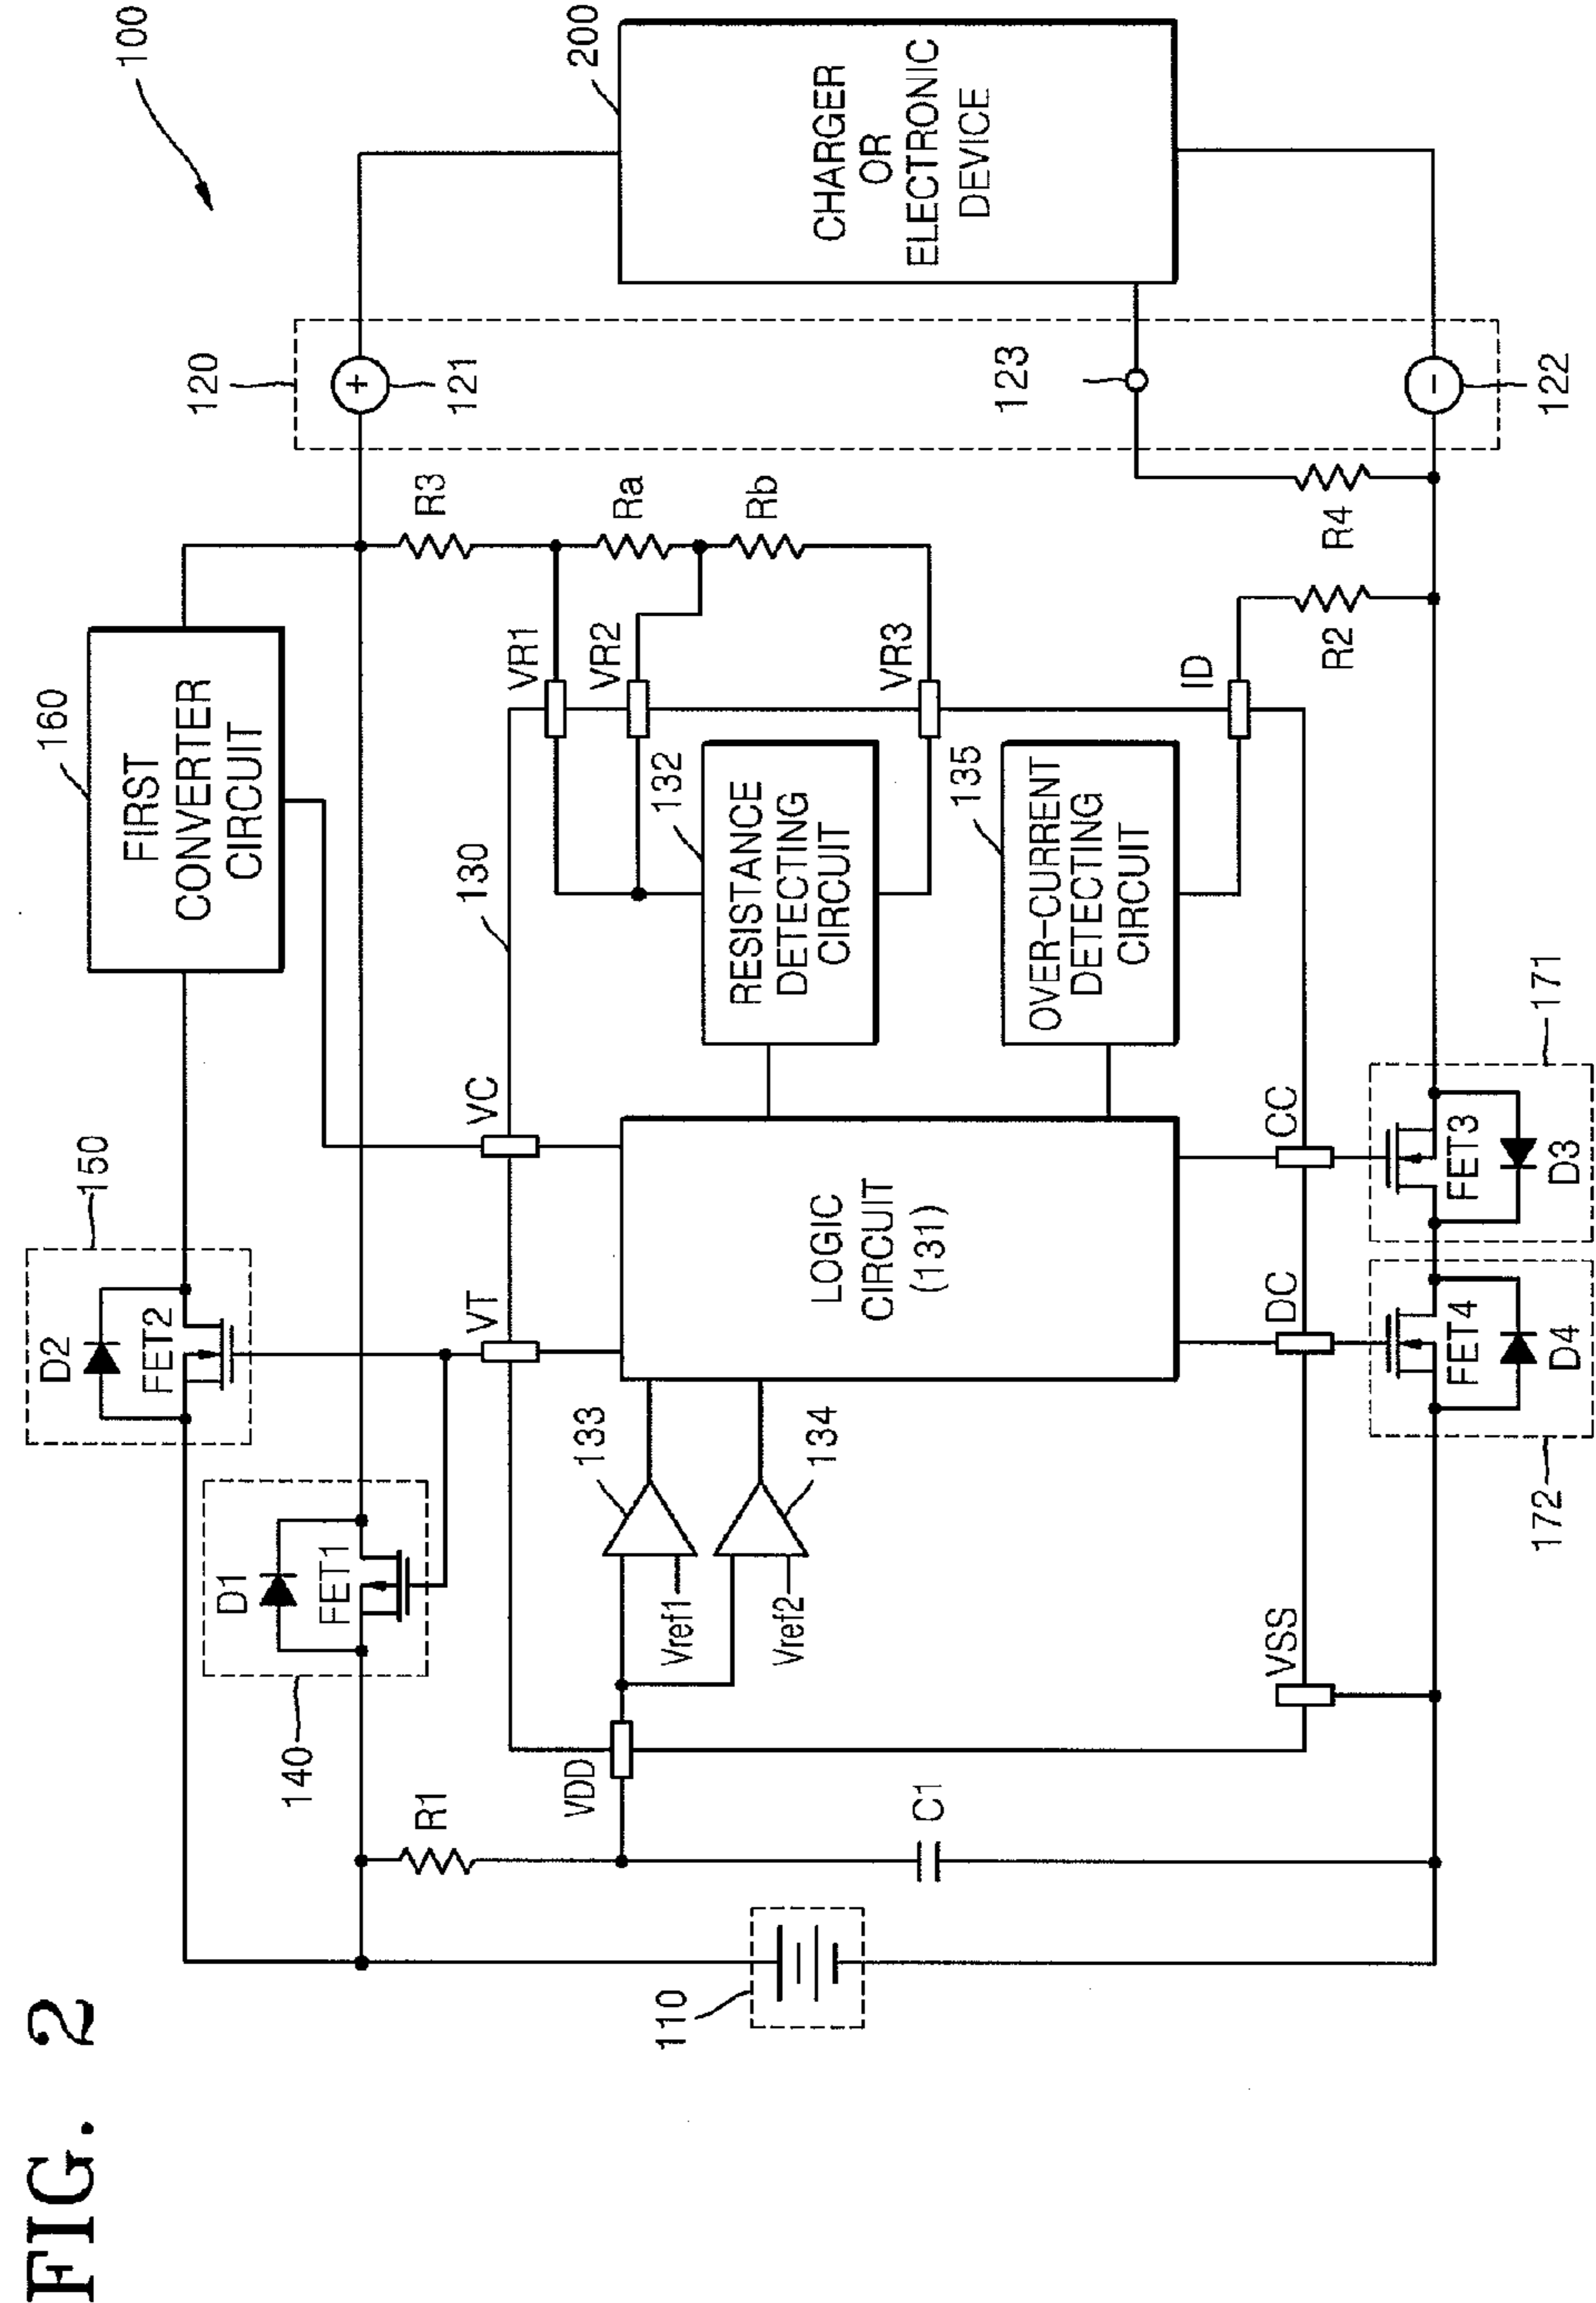 FIG. 2
100
150
160
D2
FET2
FIRST
CONVERTER
CIRCUIT
120
200
140
D1
FET1
121
R1
R3
VT
VC
130
VR1
VR2
VR3
Ra
Rb
VDD
133
Vref1
134
Vref2
LOGIC
CIRCUIT
(131)
132
RESISTANCE
DETECTING
CIRCUIT
135
OVER-CURRENT
DETECTING
CIRCUIT
CHARGER
OR
ELECTRONIC
DEVICE
110
C1
123
ID
VSS
DC
CC
R2
R4
+
-
122
172
FET4
D4
FET3
D3
171